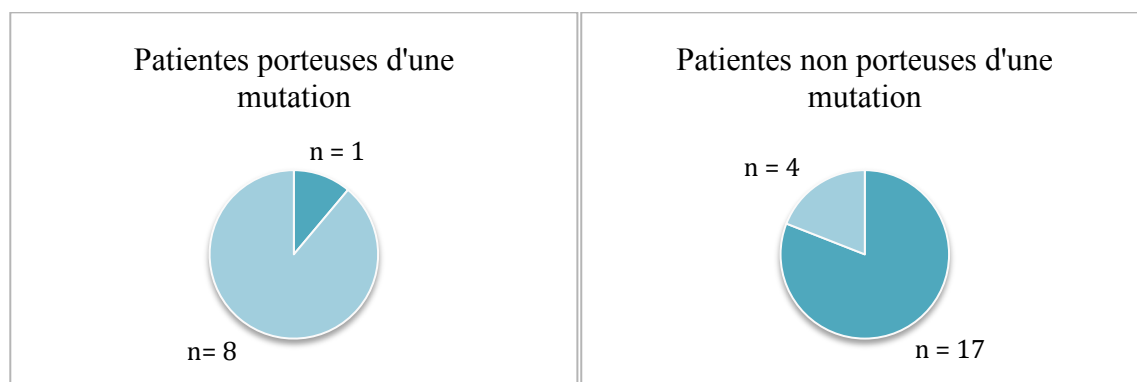 Patientes porteuses d'une
mutation
n = 1
n= 8
Patientes non porteuses d'une
mutation
n = 4
n = 17